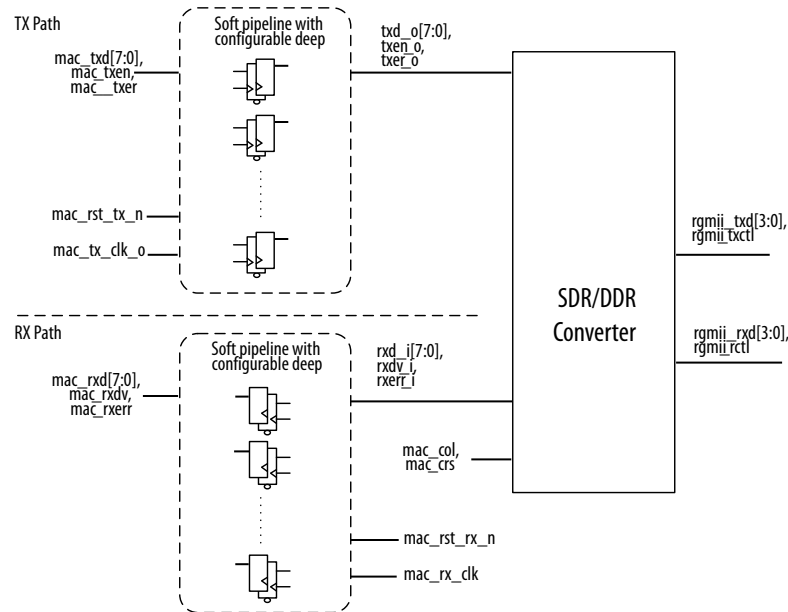 TX Path
Soft pipeline with
configurable deep
mac_txd[7:0],
mac_txen,
mac__txer
txd_o[7:0],
txen_o,
txer_o
mac_rst_tx_n
mac_tx_clk_o
SDR/DDR
Converter
rgmii_txd[3:0],
rgmii_txctl
rgmii_rxd[3:0],
rgmii_rctl
RX Path
Soft pipeline with
configurable deep
mac_rxd[7:0],
mac_rxdv,
mac_rxerr
rxd_i[7:0],
rxdv_i,
rxerr_i
mac_col,
mac_crs
mac_rst_rx_n
mac_rx_clk